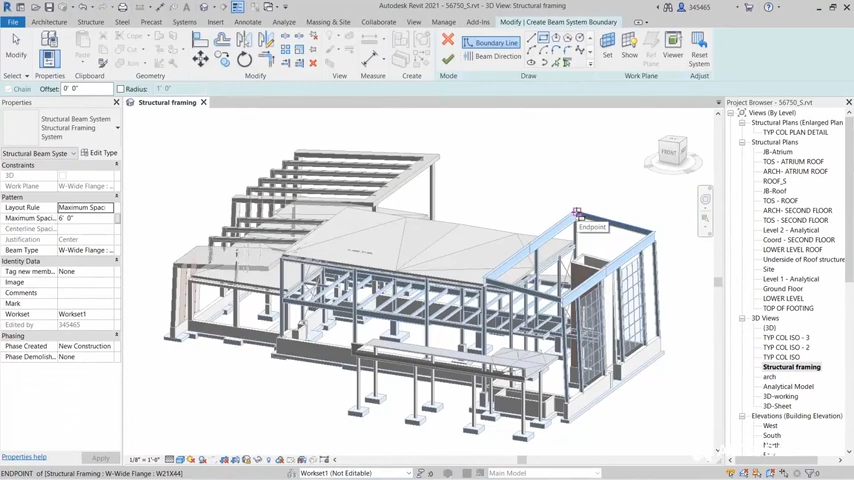 Autodesk Revit 2021 - 56750_S.rvt - 3D View: Structural framing
345465
File
Architecture
Structure
Steel
Precast
Systems
Insert
Annotate
Analyze
Massing & Site
Collaborate
View
Manage
Add-Ins
Modify | Create Beam System Boundary
Modify
Cope
Cut
Join
Paste
Boundary Line
Beam Direction
Set
Show
Ref
Plane
Viewer
Reset
System
Select
Properties
Clipboard
Geometry
Modify
View
Measure
Create
Mode
Draw
Work Plane
Adjust
Chain
Offset: 0' 0"
Radius: 1' 0"
Properties
Structural framing
Project Browser - 56750_S.rvt
Structural Beam System
Structural Framing
System
Structural Beam Syste
Edit Type
Constraints
3D
Work Plane
W-Wide Flange :
Pattern
Layout Rule
Maximum Spaci
Maximum Spaci...
6' 0"
Centerline Spacin...
Justification
Center
Beam Type
W-Wide Flange :
Identity Data
Tag new memb...
None
Image
Comments
Mark
Workset
Workset1
Edited by
345465
Phasing
Phase Created
New Construction
Phase Demolish...
None
Properties help
Apply
FRONT
Endpoint
Views (By Level)
Structural Plans (Enlarged Plan
TYP COL PLAN DETAIL
Structural Plans
JB-Atrium
TOS - ATRIUM ROOF
ARCH- ATRIUM ROOF
ROOF_S
JB-Roof
TOS - ROOF
ARCH- SECOND FLOOR
TOS - SECOND FLOOR
Level 2 - Analytical
Coord - SECOND FLOOR
LOWER LEVEL ROOF
Underside of Roof structure
Site
Level 1 - Analytical
Ground Floor
LOWER LEVEL
TOP OF FOOTING
3D Views
{3D}
TYP COL ISO - 3
TYP COL ISO - 2
TYP COL ISO
Structural framing
arch
Analytical Model
3D-working
3D-Sheet
Elevations (Building Elevation)
West
South
North
1/8" = 1'-0"
ENDPOINT of [Structural Framing : W-Wide Flange : W21X44]
Workset1 (Not Editable)
:0
Main Model
:0